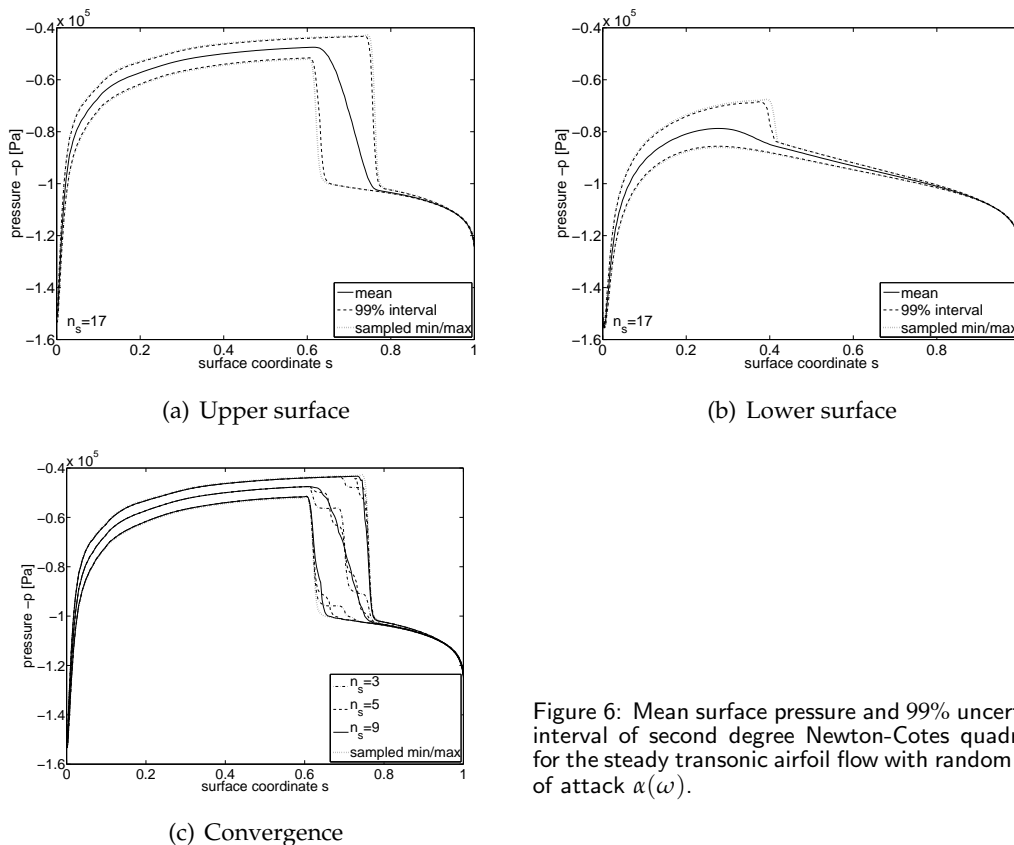 x 10^5
−0.4
−0.6
−0.8
−1
−1.2
−1.4
−1.6
pressure −p [Pa]
mean
99% interval
sampled min/max
n_s=17
0 0.2 0.4 0.6 0.8 1
surface coordinate s
(a) Upper surface
x 10^5
−0.4
−0.6
−0.8
−1
−1.2
−1.4
−1.6
pressure −p [Pa]
mean
99% interval
sampled min/max
n_s=17
0 0.2 0.4 0.6 0.8
surface coordinate s
(b) Lower surface
x 10^5
−0.4
−0.6
−0.8
−1
−1.2
−1.4
−1.6
pressure −p [Pa]
n_s=3
n_s=5
n_s=9
sampled min/max
0 0.2 0.4 0.6 0.8 1
surface coordinate s
(c) Convergence
Figure 6: Mean surface pressure and 99% uncert
interval of second degree Newton-Cotes quadr
for the steady transonic airfoil flow with random
of attack α(ω).